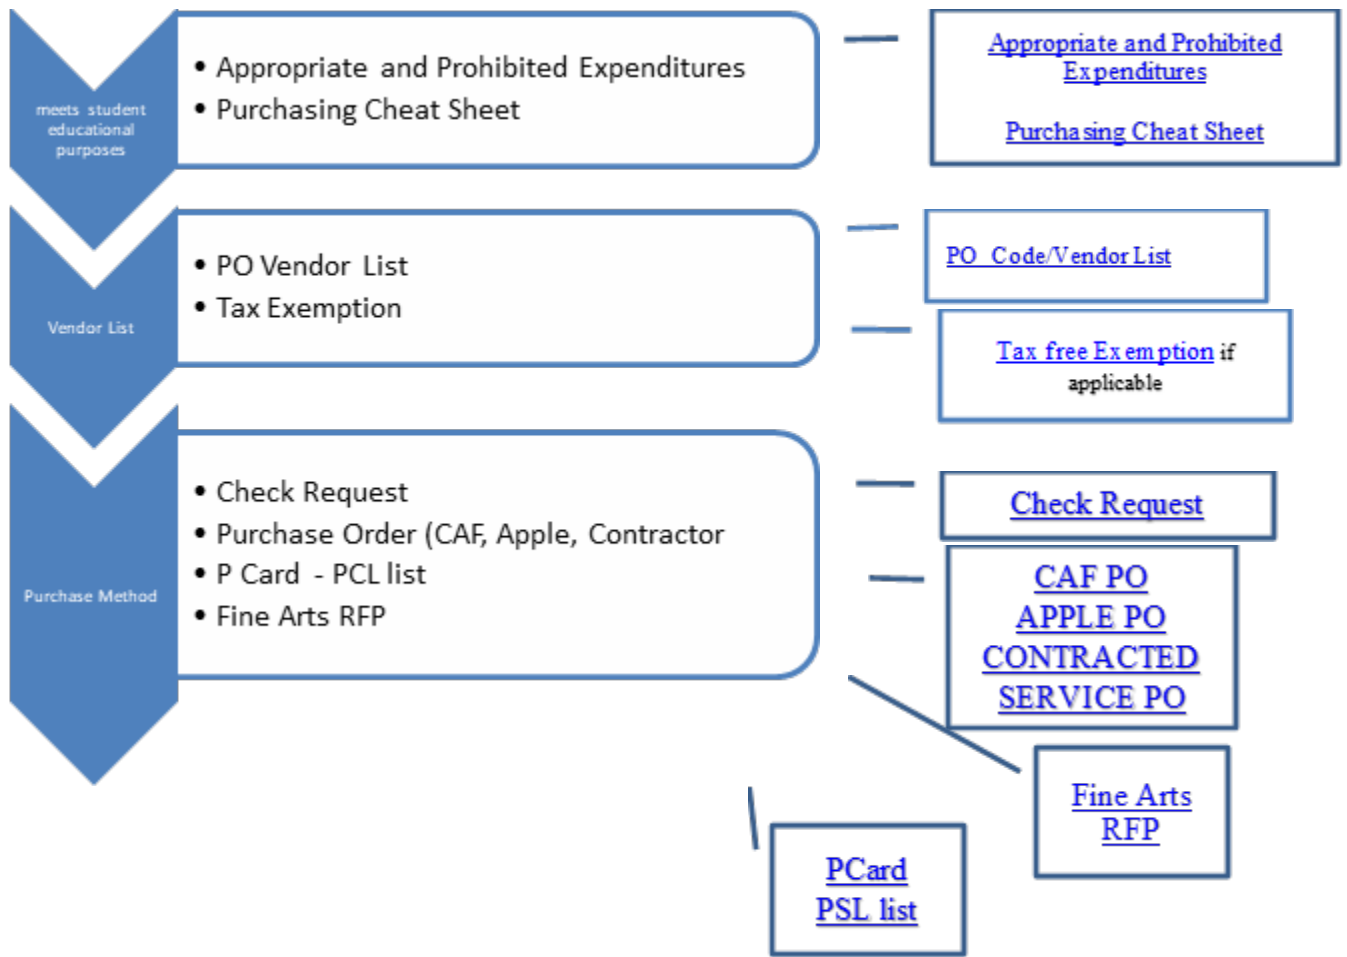 meets student
educational
purposes
• Appropriate and Prohibited Expenditures
• Purchasing Cheat Sheet
Appropriate and Prohibited
Expenditures
Purchasing Cheat Sheet
Vendor List
• PO Vendor List
• Tax Exemption
PO Code/Vendor List
Tax free Exemption if
applicable
Purchase Method
• Check Request
• Purchase Order (CAF, Apple, Contractor
• P Card - PCL list
• Fine Arts RFP
Check Request
CAF PO
APPLE PO
CONTRACTED
SERVICE PO
Fine Arts
RFP
PCard
PSL list